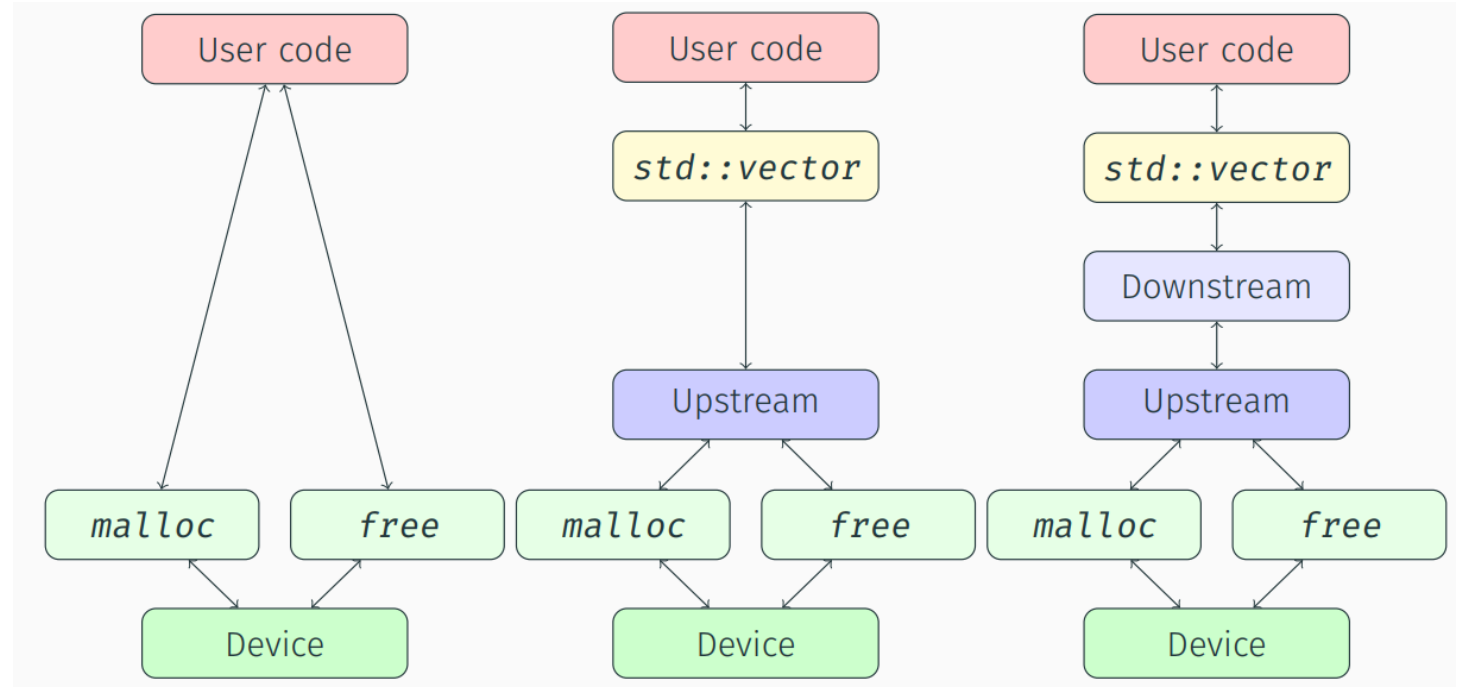 User code
User code
User code
std::vector
std::vector
Downstream
Upstream
Upstream
malloc
free
malloc
free
malloc
free
Device
Device
Device